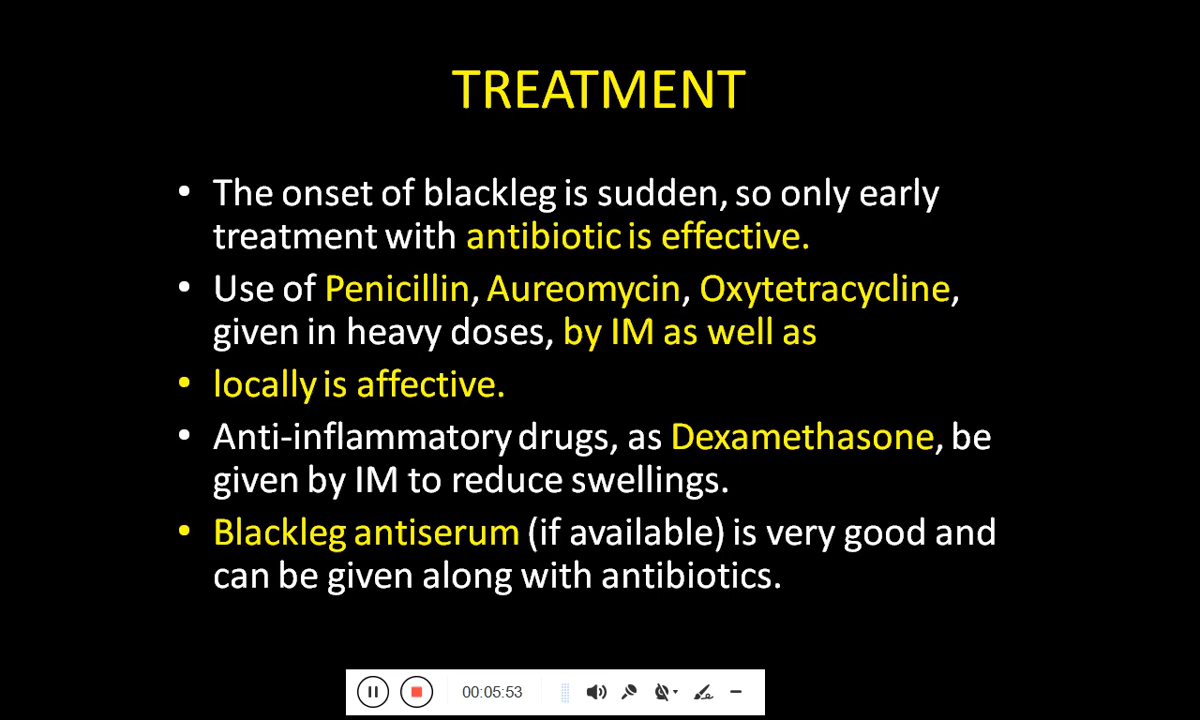 TREATMENT
• The onset of blackleg is sudden, so only early
treatment with antibiotic is effective.
• Use of Penicillin, Aureomycin, Oxytetracycline,
given in heavy doses, by IM as well as
• locally is affective.
• Anti-inflammatory drugs, as Dexamethasone, be
given by IM to reduce swellings.
• Blackleg antiserum (if available) is very good and
can be given along with antibiotics.
00:05:53